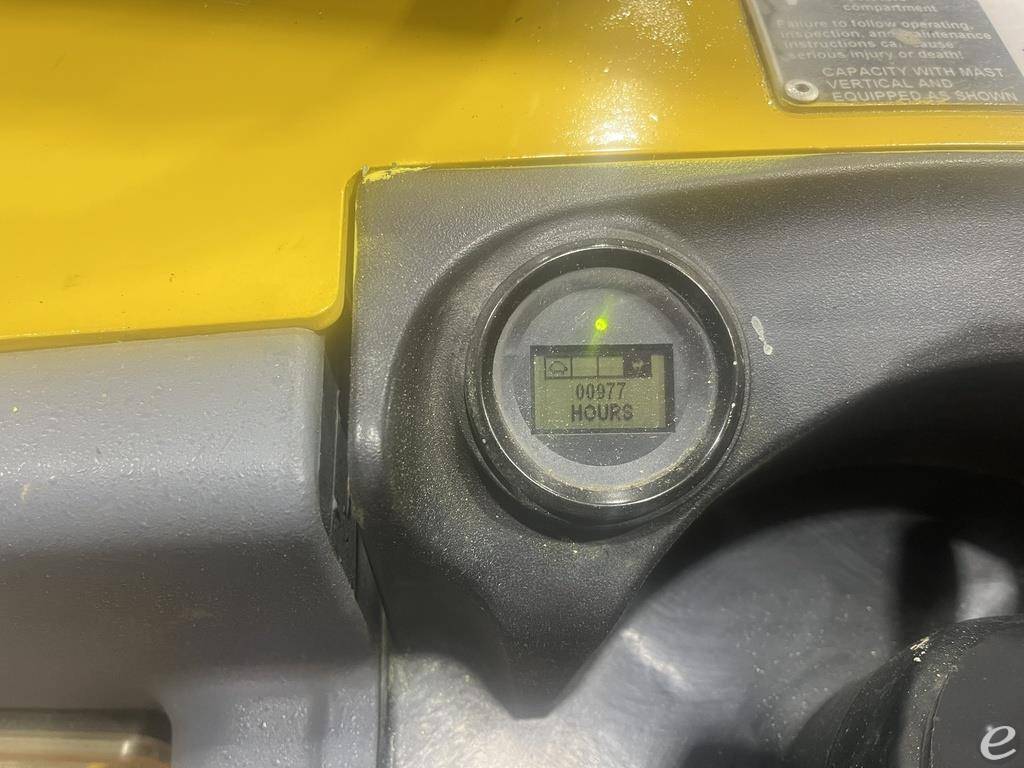 compartment
Failure to follow operating,
inspection, and maintenance
instructions can cause
serious injury or death!
CAPACITY WITH MAST
VERTICAL AND
EQUIPPED AS SHOWN
00977
HOURS
e